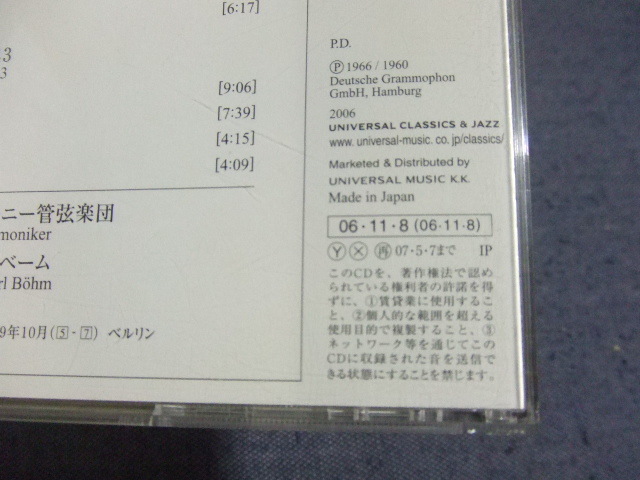 [6:17]
3
3
[9:06]
[7:39]
[4:15]
[4:09]
ニー管弦楽団
moniker
ベーム
rl Böhm
9年10月(5-7) ベルリン
P.D.
Ⓟ1966 / 1960
Deutsche Grammophon
GmbH, Hamburg
2006
UNIVERSAL CLASSICS & JAZZ
www. universal-music. co. jp/classics/
Marketed & Distributed by
UNIVERSAL MUSIC K.K.
Made in Japan
06・11・8 (06・11・8)
Ⓨ Ⓧ 再 07・5・7まで IP
このCDを、著作権法で認め
られている権利者の許諾を得
ずに、①賃貸業に使用するこ
と、②個人的な範囲を超える
使用目的で複製すること、③
ネットワーク等を通じてこの
CDに収録された音を送信で
きる状態にすることを禁じます。